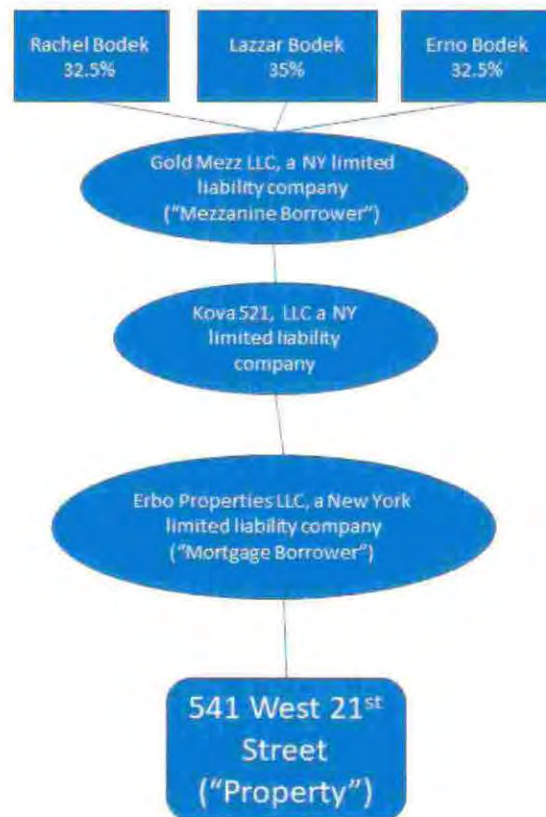 Rachel Bodek
32.5%
Lazzar Bodek
35%
Erno Bodek
32.5%
Gold Mezz LLC, a NY limited
liability company
("Mezzanine Borrower")
Kova 521, LLC a NY
limited liability
company
Erbo Properties LLC, a New York
limited liability company
("Mortgage Borrower")
541 West 21st
Street
("Property")